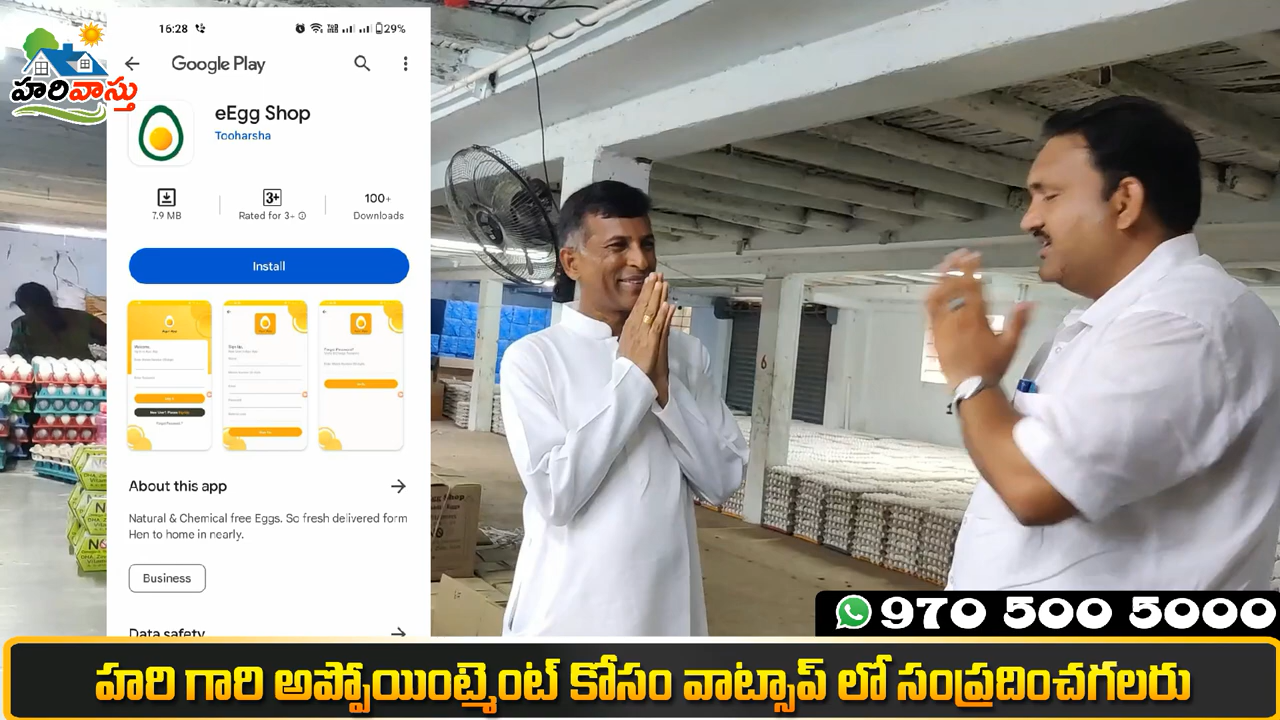 హరివాస్తు
16:28
29%
Google Play
eEgg Shop
Tooharsha
7.9 MB
3+
Rated for 3+
100+
Downloads
Install
About this app
Natural & Chemical free Eggs. So fresh delivered form
Hen to home in nearly.
Business
Data safety
6
970 500 5000
హరి గారి అప్పోయింట్మెంట్ కోసం వాట్సాప్ లో సంప్రదించగలరు